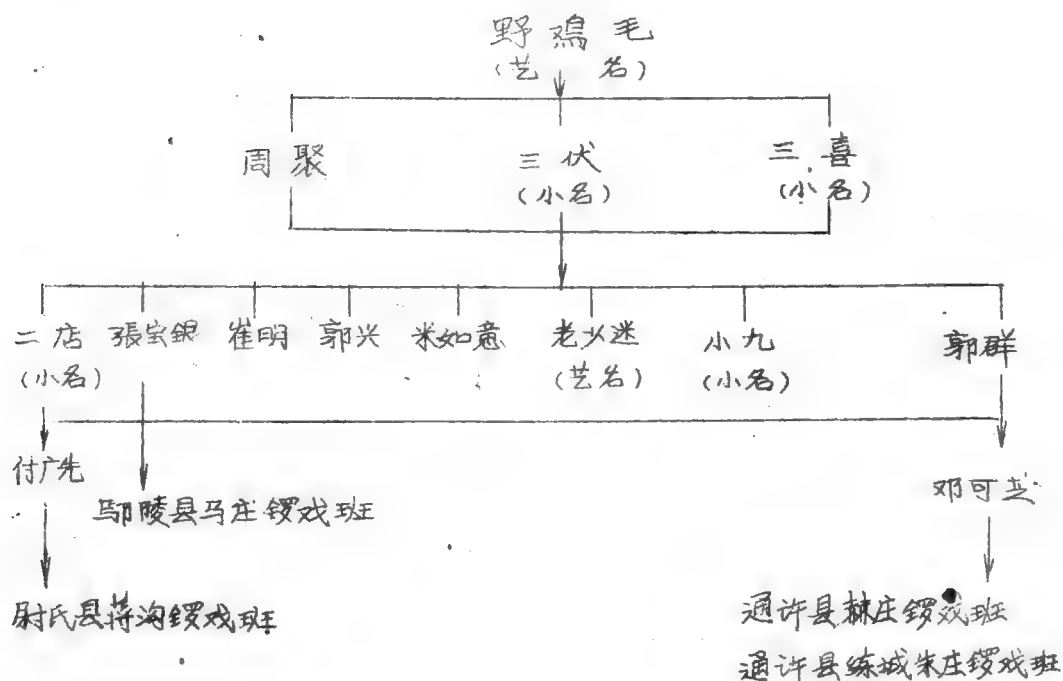 野鸡毛
(艺名)
周聚 三伏 三喜
(小名) (小名)
二店 張宝銀 崔明 郭兴 米如意 老迷 小九 郭群
(小名) (艺名) (小名)
付广先 邓可
鄢陵县马庄锣戏班
尉氏县蒋沟锣戏班 通许县庄锣戏班
通许县练城朱庄锣戏班